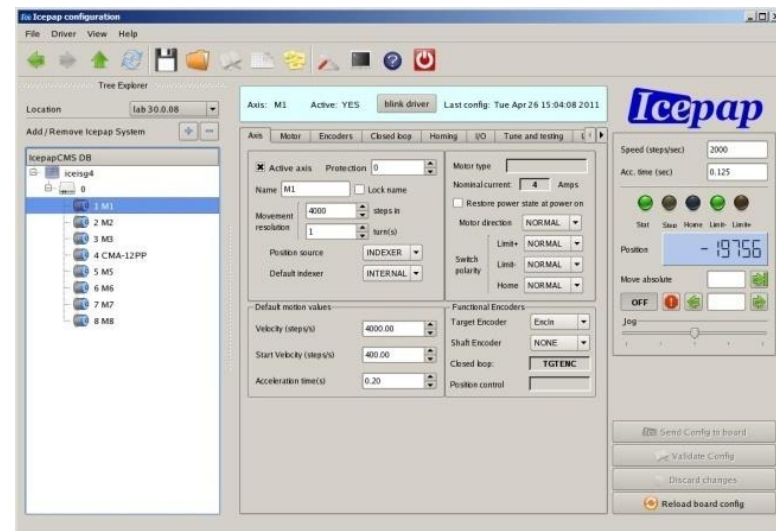 Icepap configuration
File Driver View Help
Tree Explorer
Location lab 30.0.08
Add / Remove Icepap System
IcepapCMS DB
iceisg4
0
1 M1
2 M2
3 M3
4 CMA-12PP
5 M5
6 M6
7 M7
8 M8
Axis: M1 Active: YES blink driver Last config: Tue Apr 26 15:04:08 2011
Axis Motor Encoders Closed loop Homing I/O Tune and testing
Active axis Protection 0
Name M1 Lock name
Movement resolution 4000 steps in
1 turn(s)
Position source INDEXER
Default indexer INTERNAL
Motor type
Nominal current 4 Amps
Restore power state at power on
Motor direction NORMAL
Switch polarity
Limit+ NORMAL
Limit- NORMAL
Home NORMAL
Default motion values
Velocity (steps/s) 4000.00
Start Velocity (steps/s) 400.00
Acceleration time(s) 0.20
Functional Encoders
Target Encoder EncIn
Shaft Encoder NONE
Closed loop: TGTENC
Position control
Icepap
Speed (steps/sec) 2000
Acc. time (sec) 0.125
Stat Step Home Limit- Limit+
Position -19756
Move absolute
OFF
Jog
Send Config to board
Validate Config
Discard changes
Reload board config